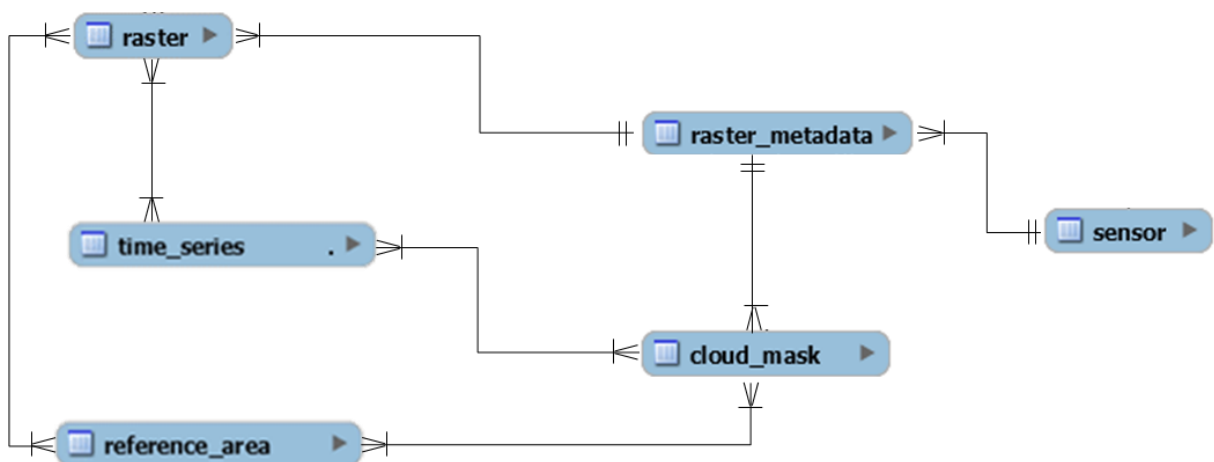 raster
raster_metadata
sensor
time_series .
cloud_mask
reference_area